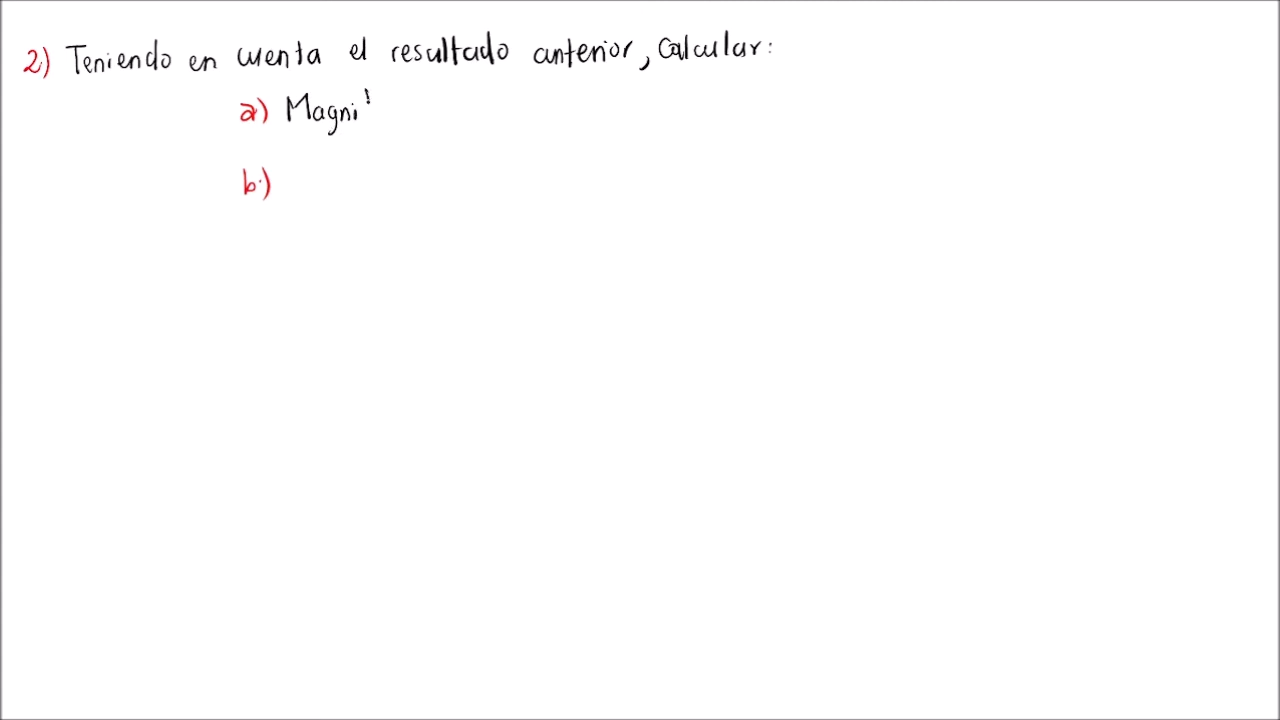 2) Teniendo en cuenta el resultado anterior, calcular:
a) Magni
b.)